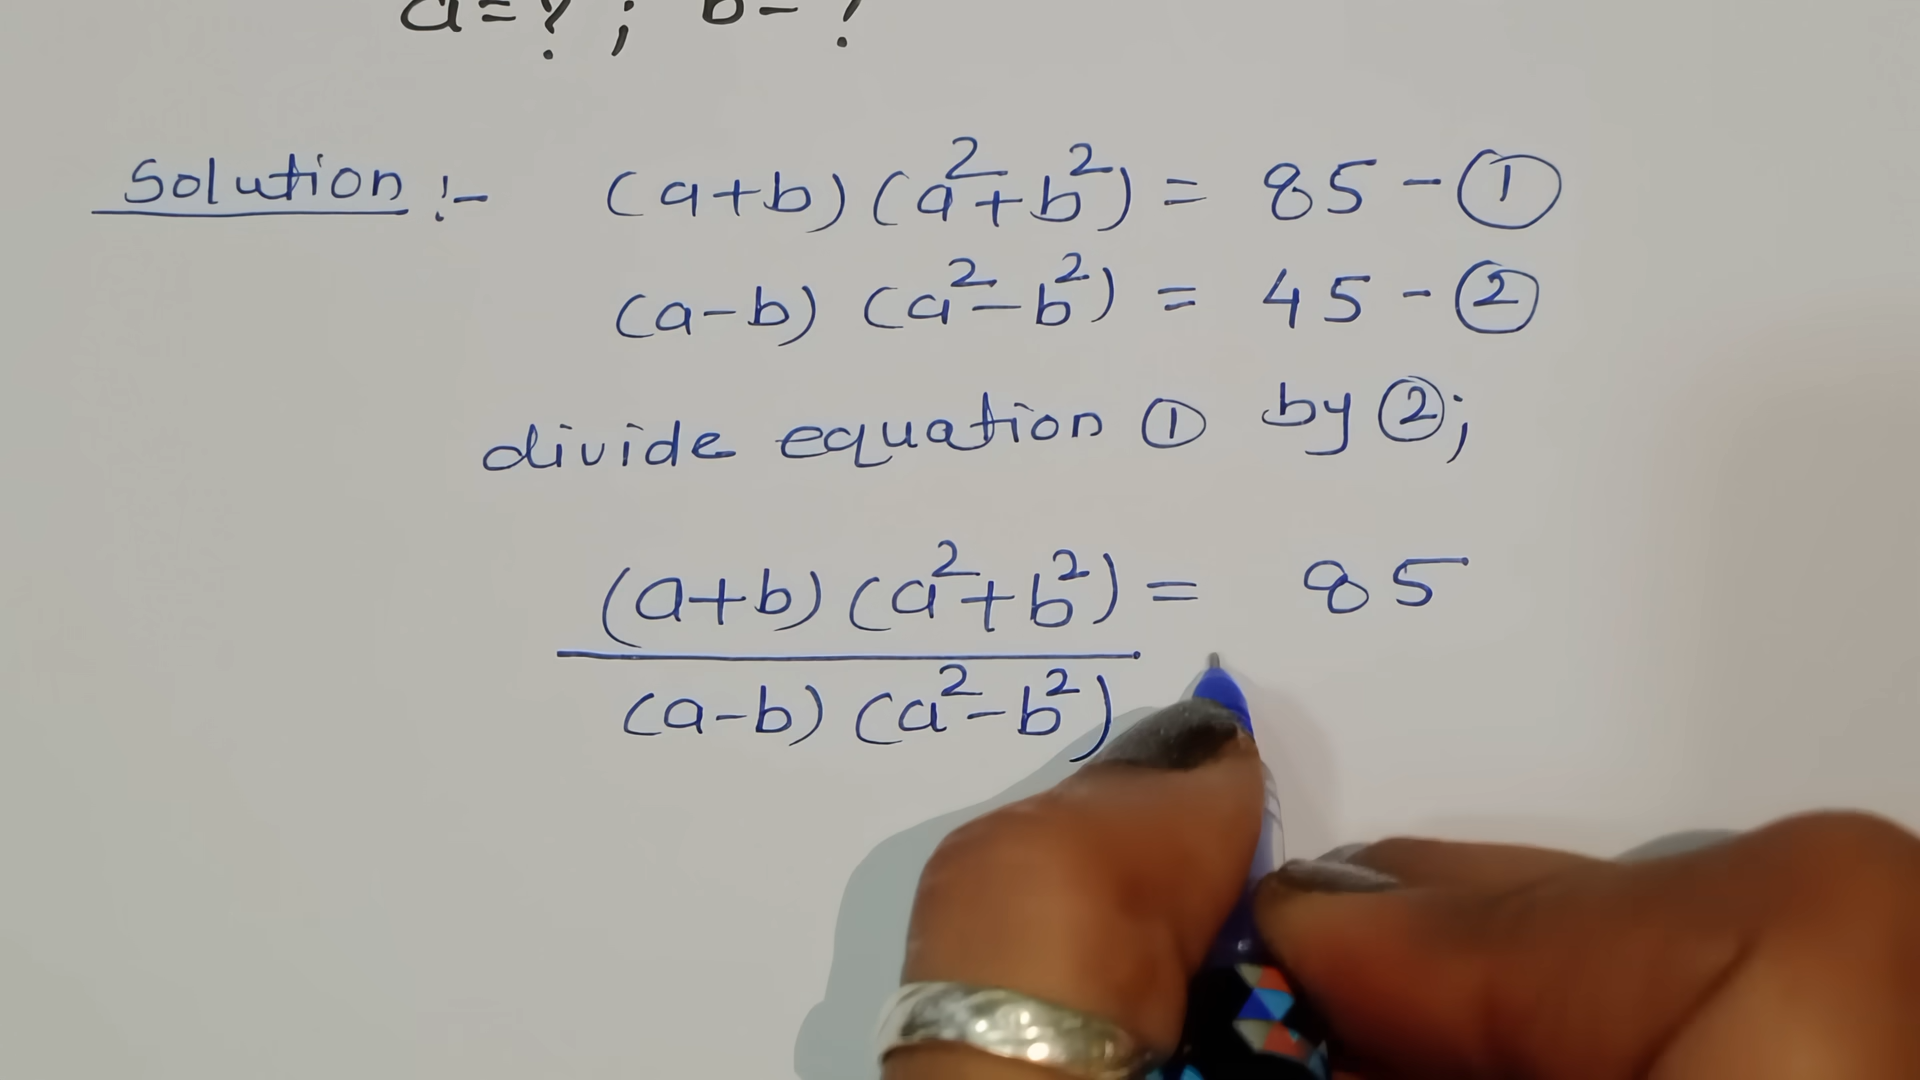 a=? ; b=?
Solution :- (a+b)(a²+b²) = 85 - ①
(a-b) (a²-b²) = 45 - ②
divide equation ① by ②;
(a+b)(a²+b²) = 85
(a-b) (a²-b²)